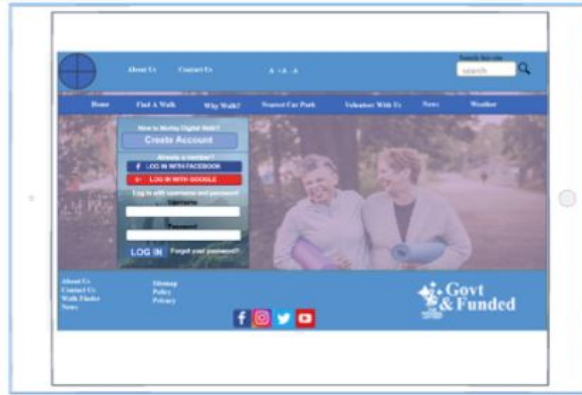 Search this site
About Us Contact Us A +A -A search
Home Find A Walk Why Walk? Nearest Car Park Volunteer With Us News Weather
New to Morley Digital Walk?
Create Account
Already a member?
f LOG IN WITH FACEBOOK
G+ LOG IN WITH GOOGLE
Log in with username and password
Username
Password
LOG IN Forgot your password?
About Us Sitemap
Contact Us Policy
Walk Finder Privacy
News
Govt
& Funded